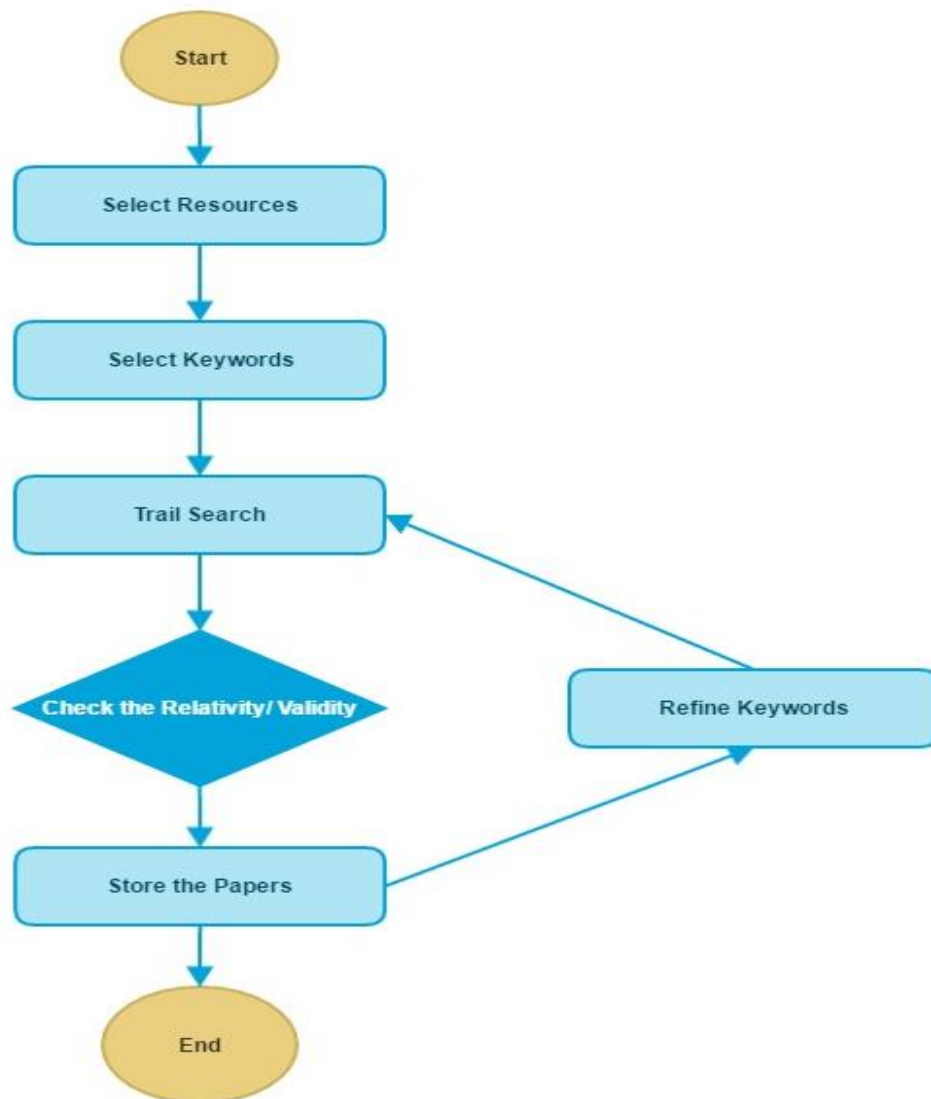 Start
Select Resources
Select Keywords
Trail Search
Check the Relativity/ Validity
Refine Keywords
Store the Papers
End